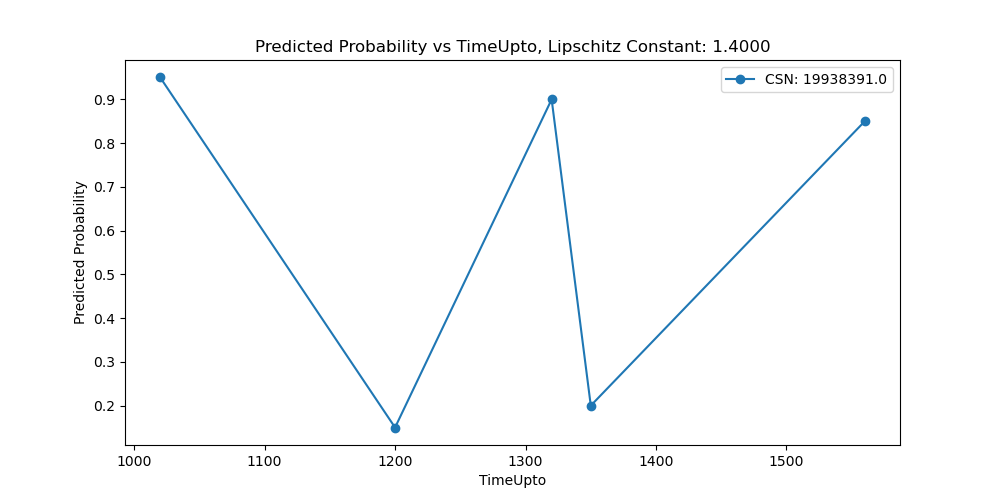 Predicted Probability vs TimeUpto, Lipschitz Constant: 1.4000
CSN: 19938391.0
0.9
0.8
0.7
0.6
0.5
0.4
0.3
0.2
Predicted Probability
1000 1100 1200 1300 1400 1500
TimeUpto